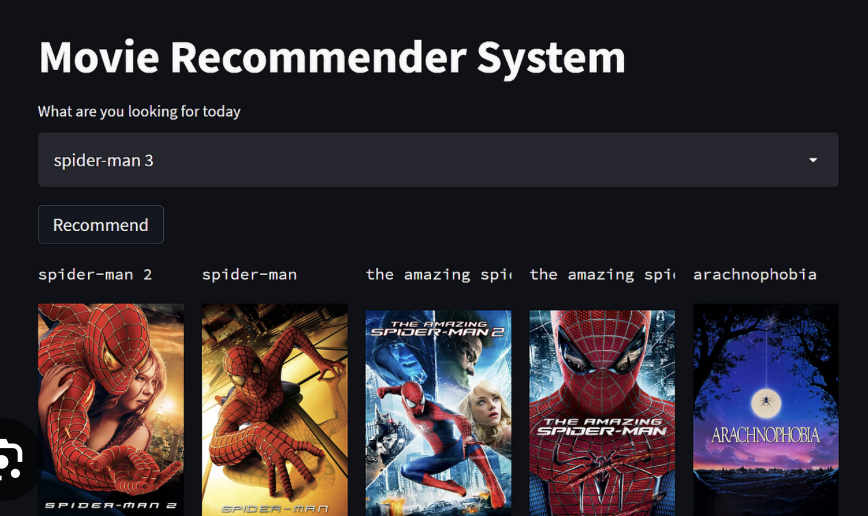 Movie Recommender System
What are you looking for today
spider-man 3
Recommend
spider-man 2
spider-man
the amazing spi
the amazing spi
arachnophobia
SPIDER-MAN 2
SPIDER-MAN
THE AMAZING
SPIDER-MAN 2
THE AMAZING
SPIDER-MAN
ARACHNOPHOBIA